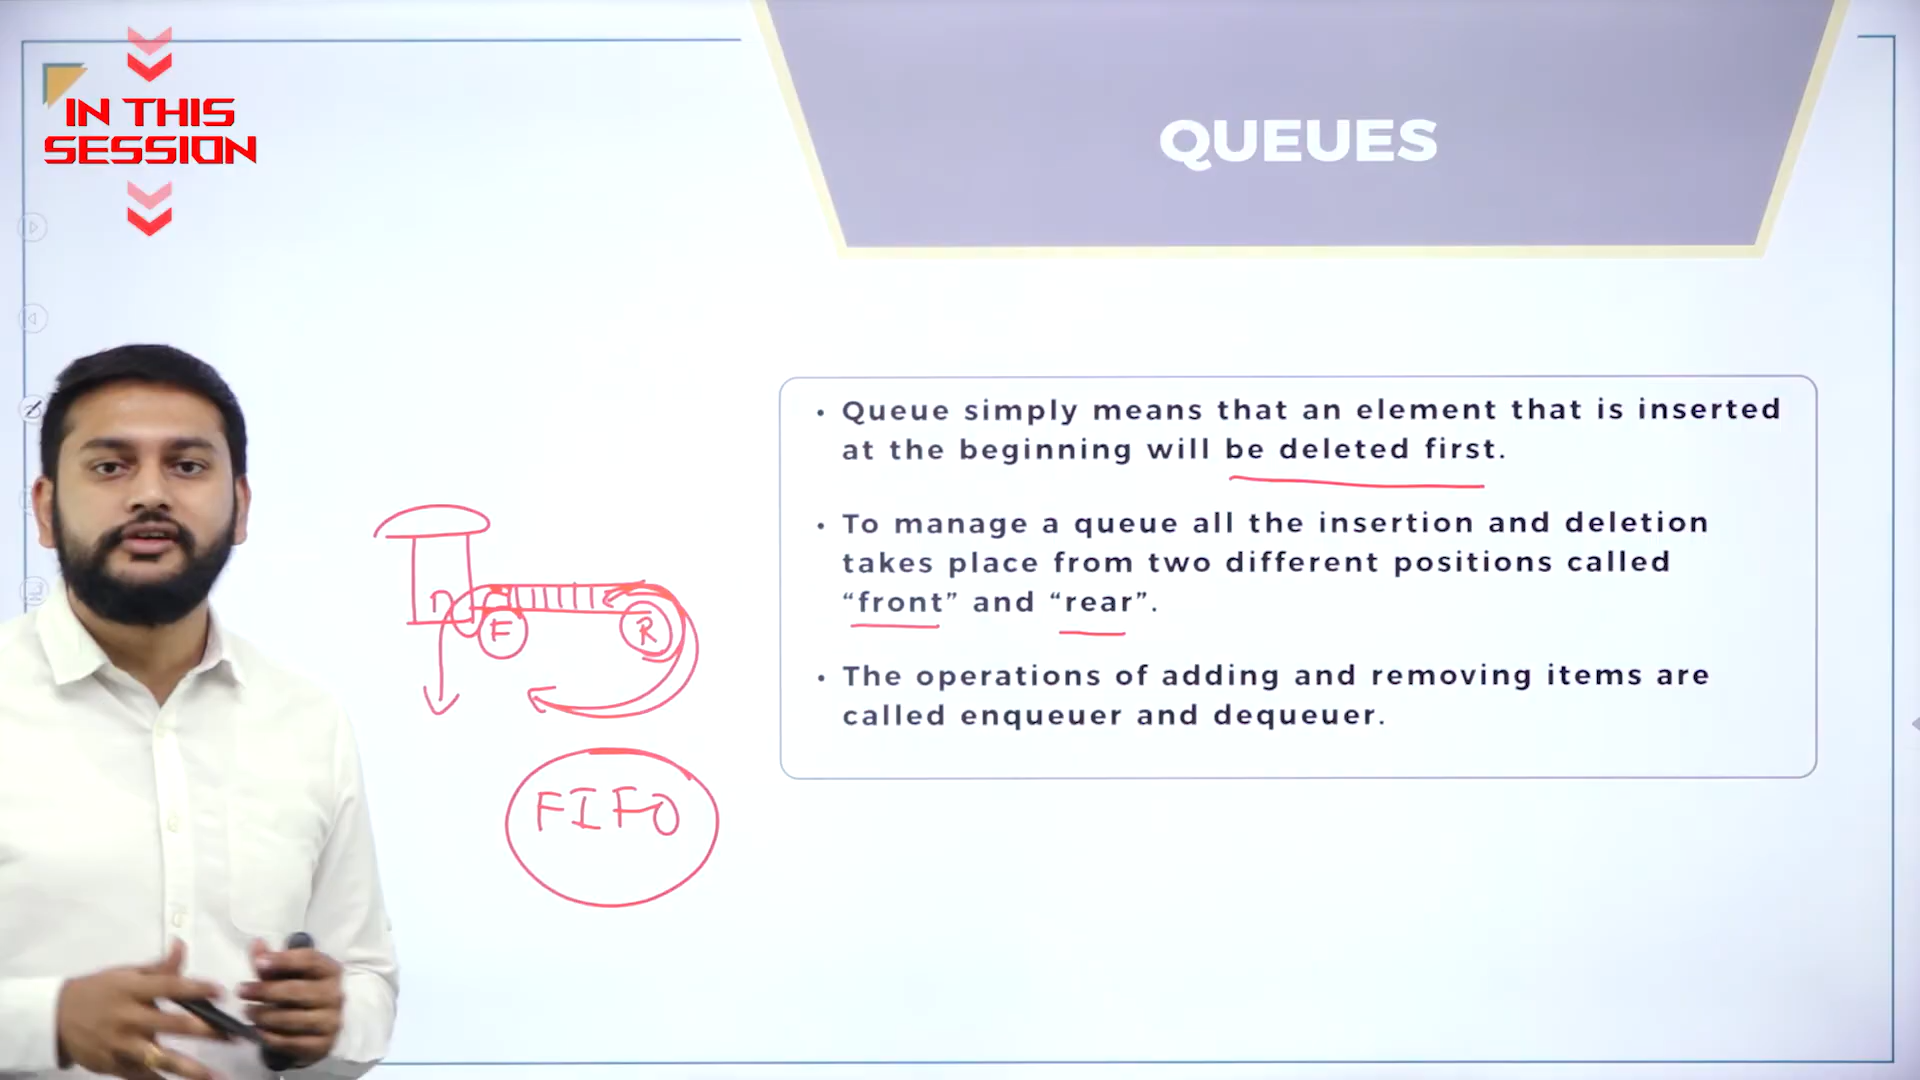 IN THIS
SESSION
QUEUES
• Queue simply means that an element that is inserted
at the beginning will be deleted first.
• To manage a queue all the insertion and deletion
takes place from two different positions called
“front” and “rear”.
• The operations of adding and removing items are
called enqueuer and dequeuer.
F
R
FIFO